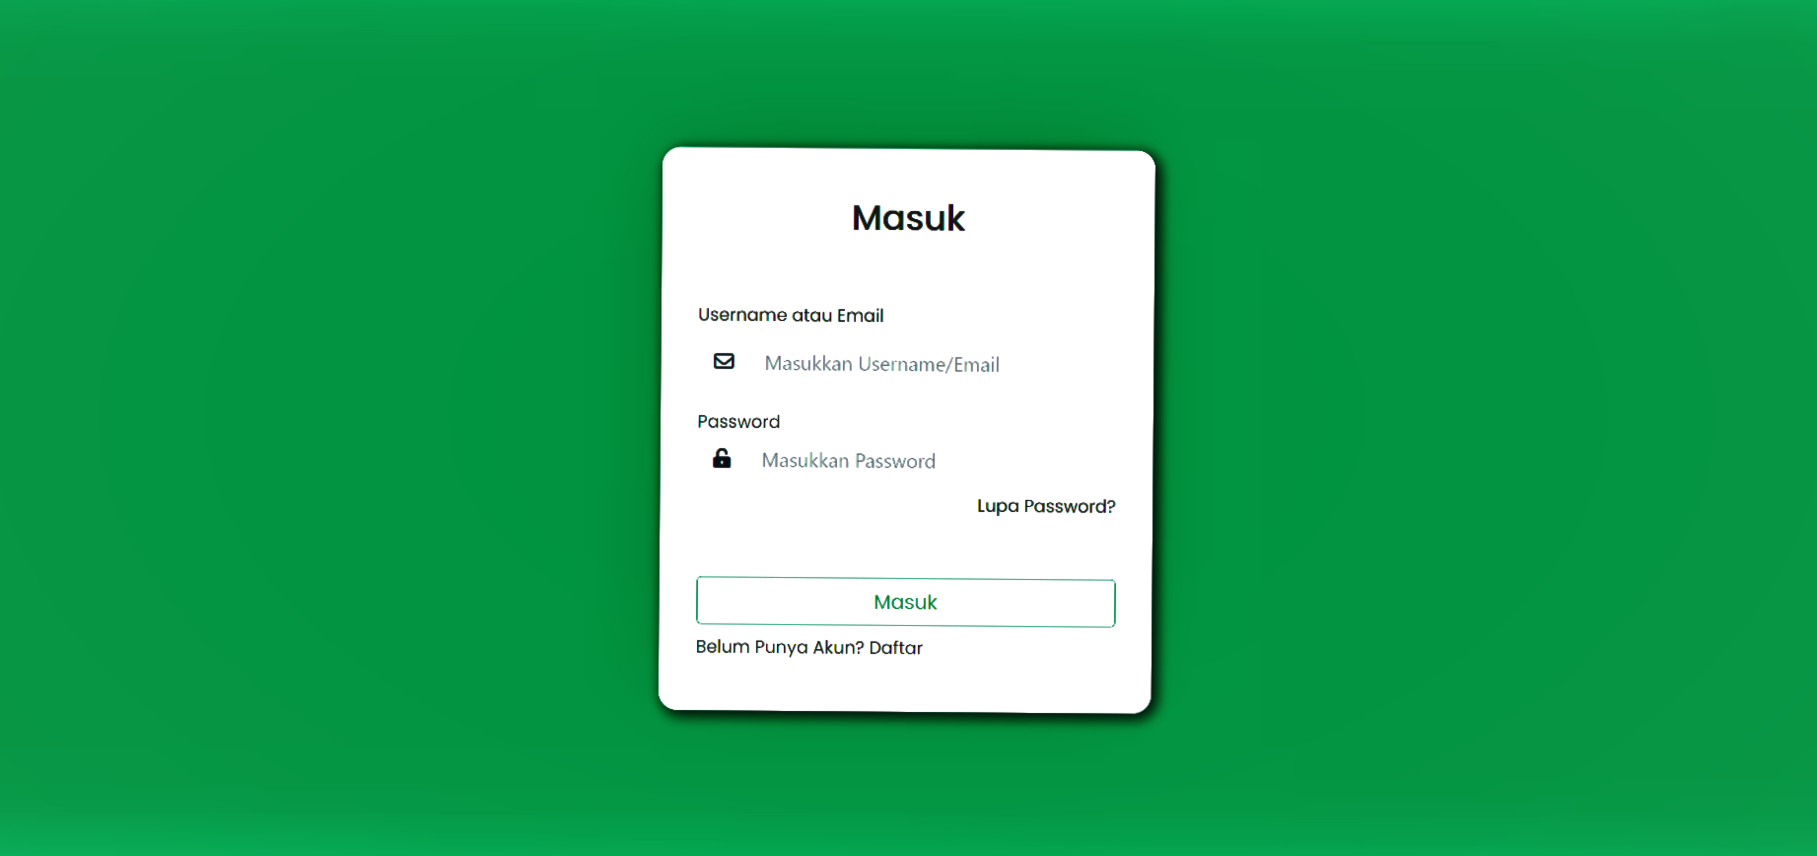 Masuk
Username atau Email
Masukkan Username/Email
Password
Masukkan Password
Lupa Password?
Masuk
Belum Punya Akun? Daftar